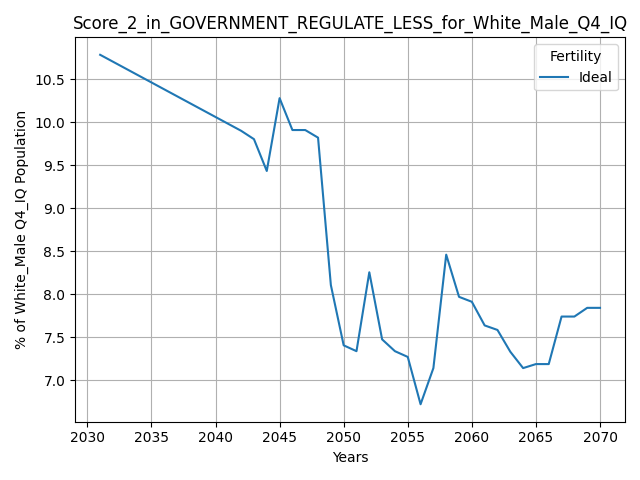 Score_2_in_GOVERNMENT_REGULATE_LESS_for_White_Male_Q4_IQ
Fertility
Ideal
% of White_Male Q4_IQ Population
10.5
10.0
9.5
9.0
8.5
8.0
7.5
7.0
2030 2035 2040 2045 2050 2055 2060 2065 2070
Years